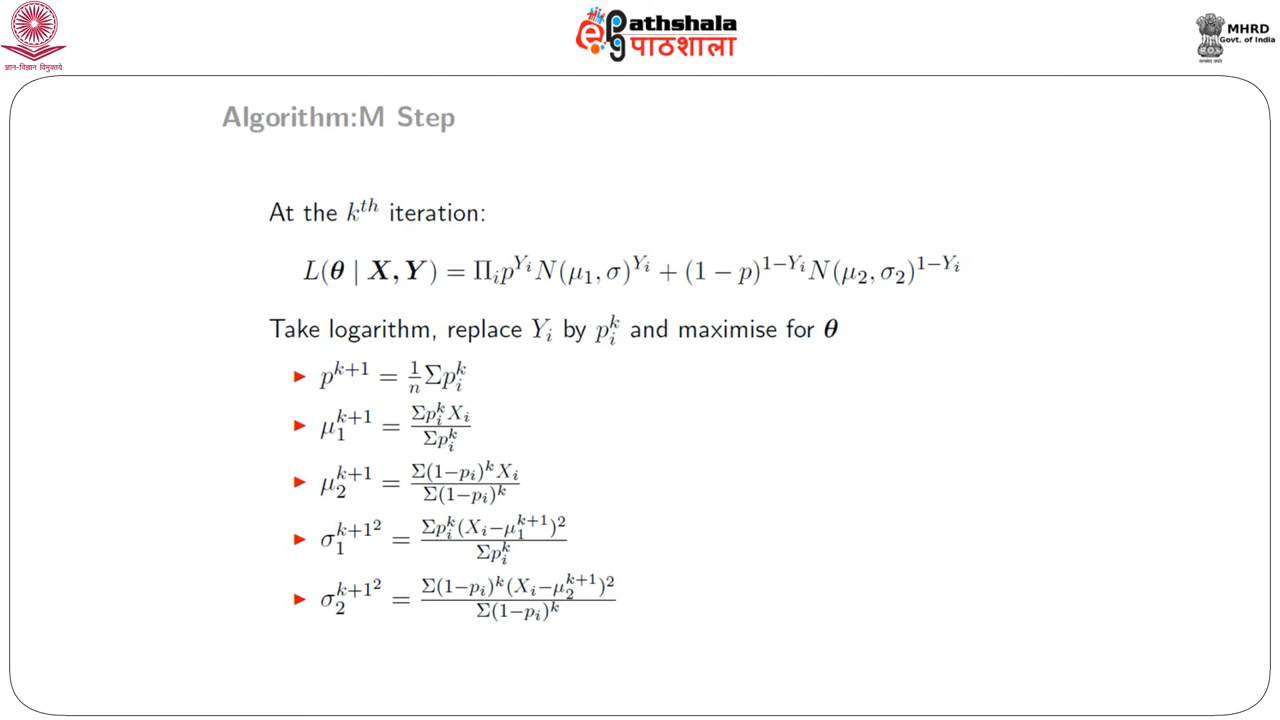 ज्ञान-विज्ञान विमुक्तये
ePathshala
पाठशाला
MHRD
Govt. of India
Algorithm:M Step
At the k^{th} iteration:
L(θ | X, Y) = Π_i p^{Y_i} N(μ_1, σ)^{Y_i} + (1 − p)^{1−Y_i} N(μ_2, σ_2)^{1−Y_i}
Take logarithm, replace Y_i by p_i^k and maximise for θ
► p^{k+1} = \frac{1}{n} Σp_i^k
► μ_1^{k+1} = \frac{Σp_i^k X_i}{Σp_i^k}
► μ_2^{k+1} = \frac{Σ(1−p_i)^k X_i}{Σ(1−p_i)^k}
► σ_1^{k+1^2} = \frac{Σp_i^k (X_i−μ_1^{k+1})^2}{Σp_i^k}
► σ_2^{k+1^2} = \frac{Σ(1−p_i)^k (X_i−μ_2^{k+1})^2}{Σ(1−p_i)^k}